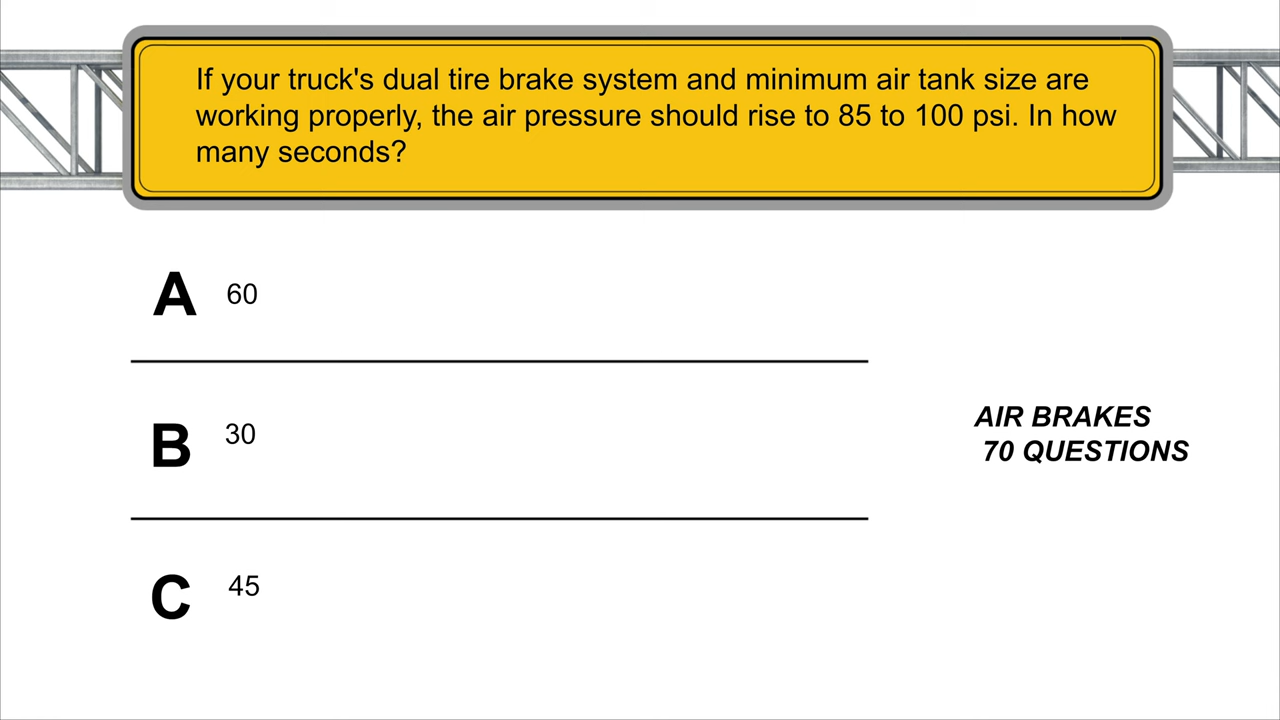 If your truck's dual tire brake system and minimum air tank size are
working properly, the air pressure should rise to 85 to 100 psi. In how
many seconds?
A 60
B 30
AIR BRAKES
70 QUESTIONS
C 45